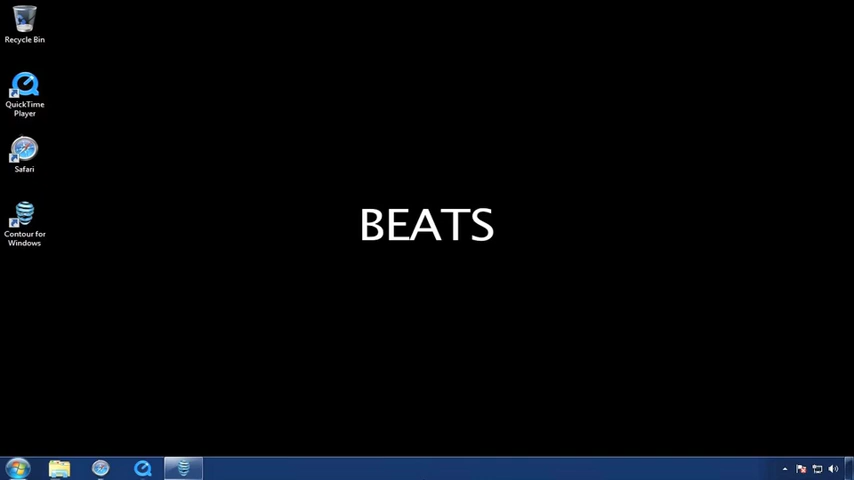 Recycle Bin
QuickTime
Player
Safari
Contour for
Windows
BEATS